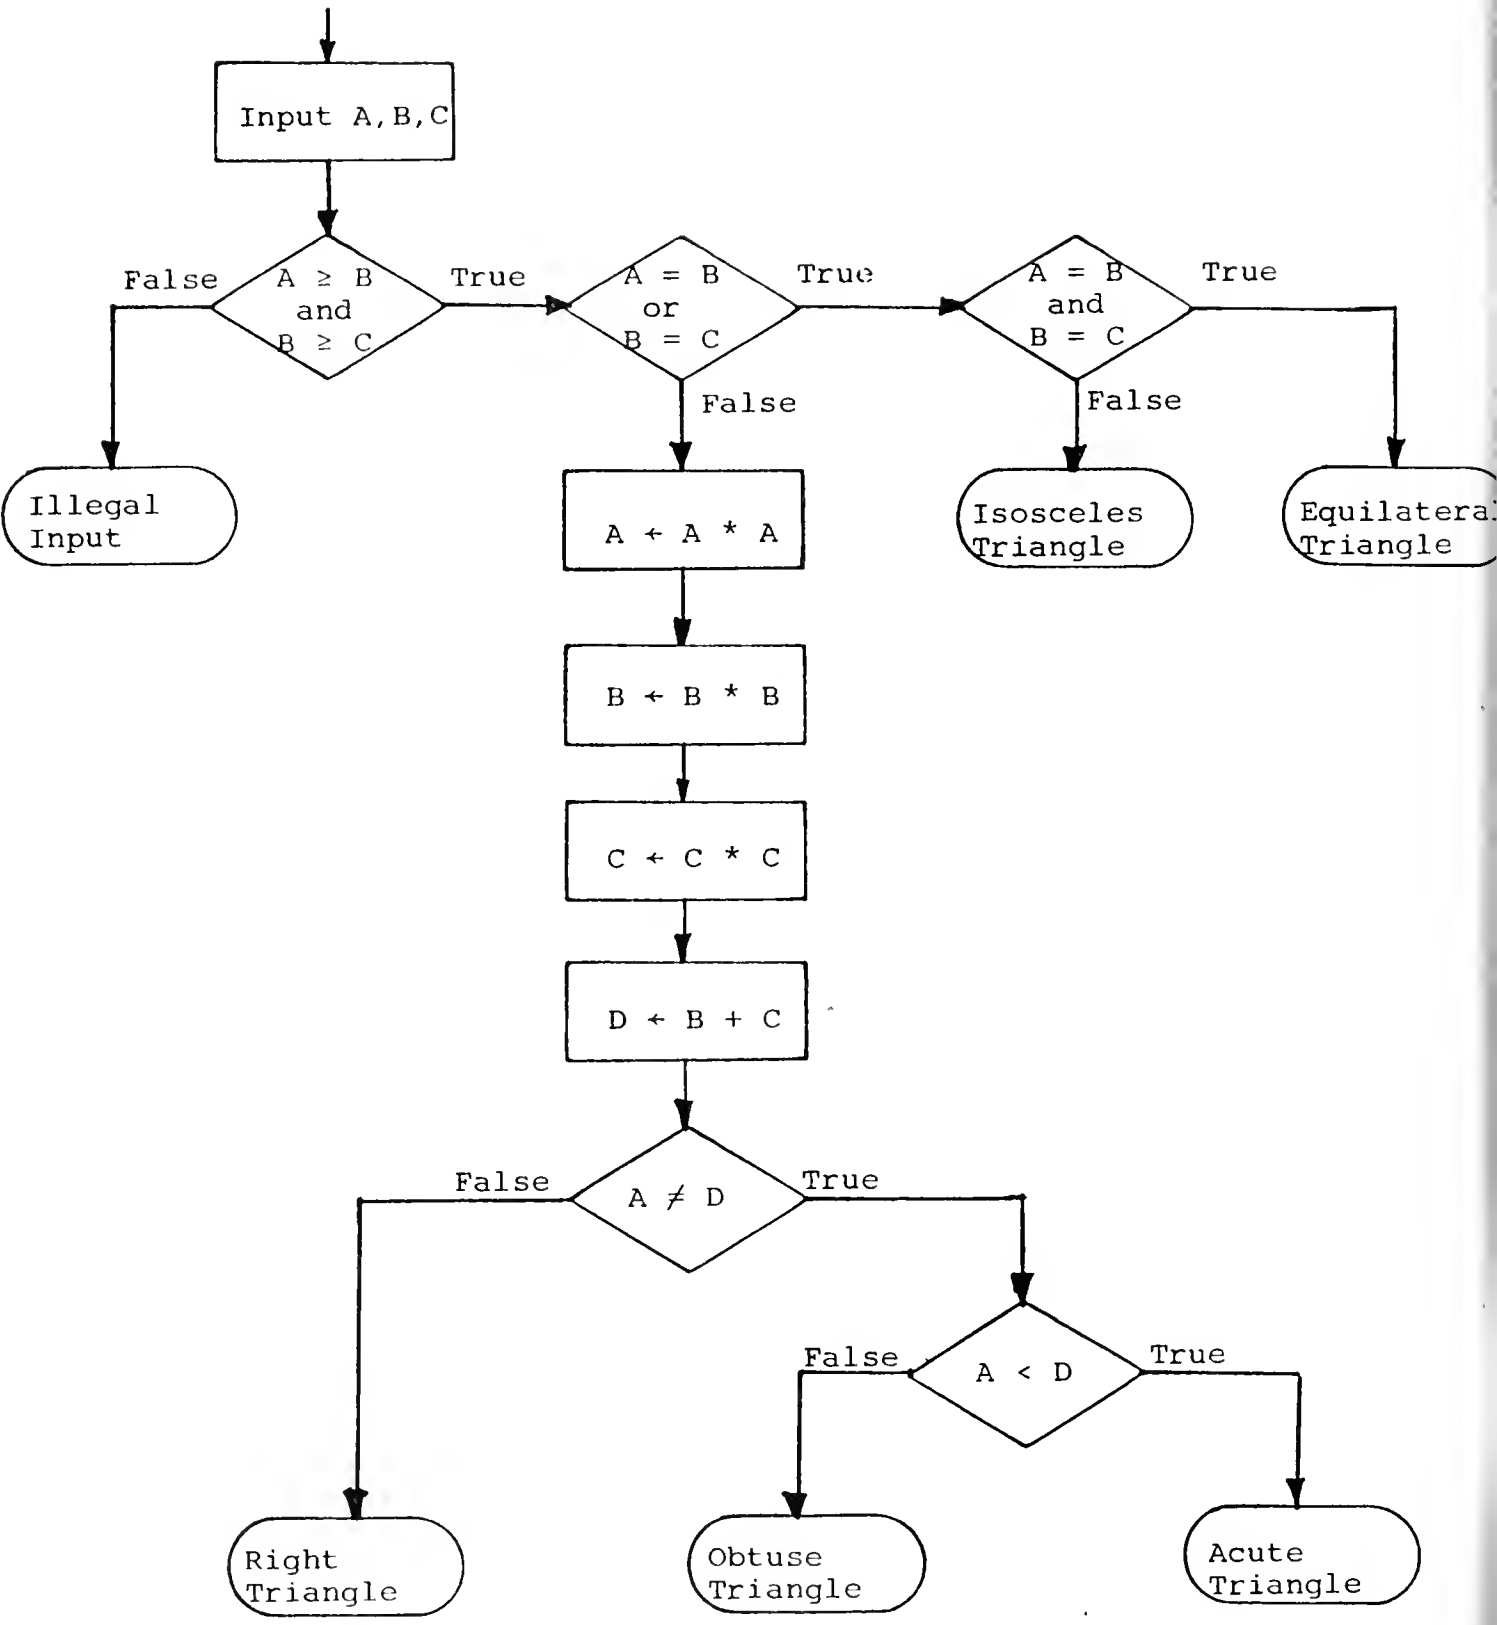 Input A,B,C
False
A ≥ B
and
B ≥ C
True
A = B
or
B = C
True
A = B
and
B = C
True
False
False
Illegal
Input
A ← A * A
Isosceles
Triangle
Equilateral
Triangle
B ← B * B
C ← C * C
D ← B + C
False
A ≠ D
True
False
A < D
True
Right
Triangle
Obtuse
Triangle
Acute
Triangle